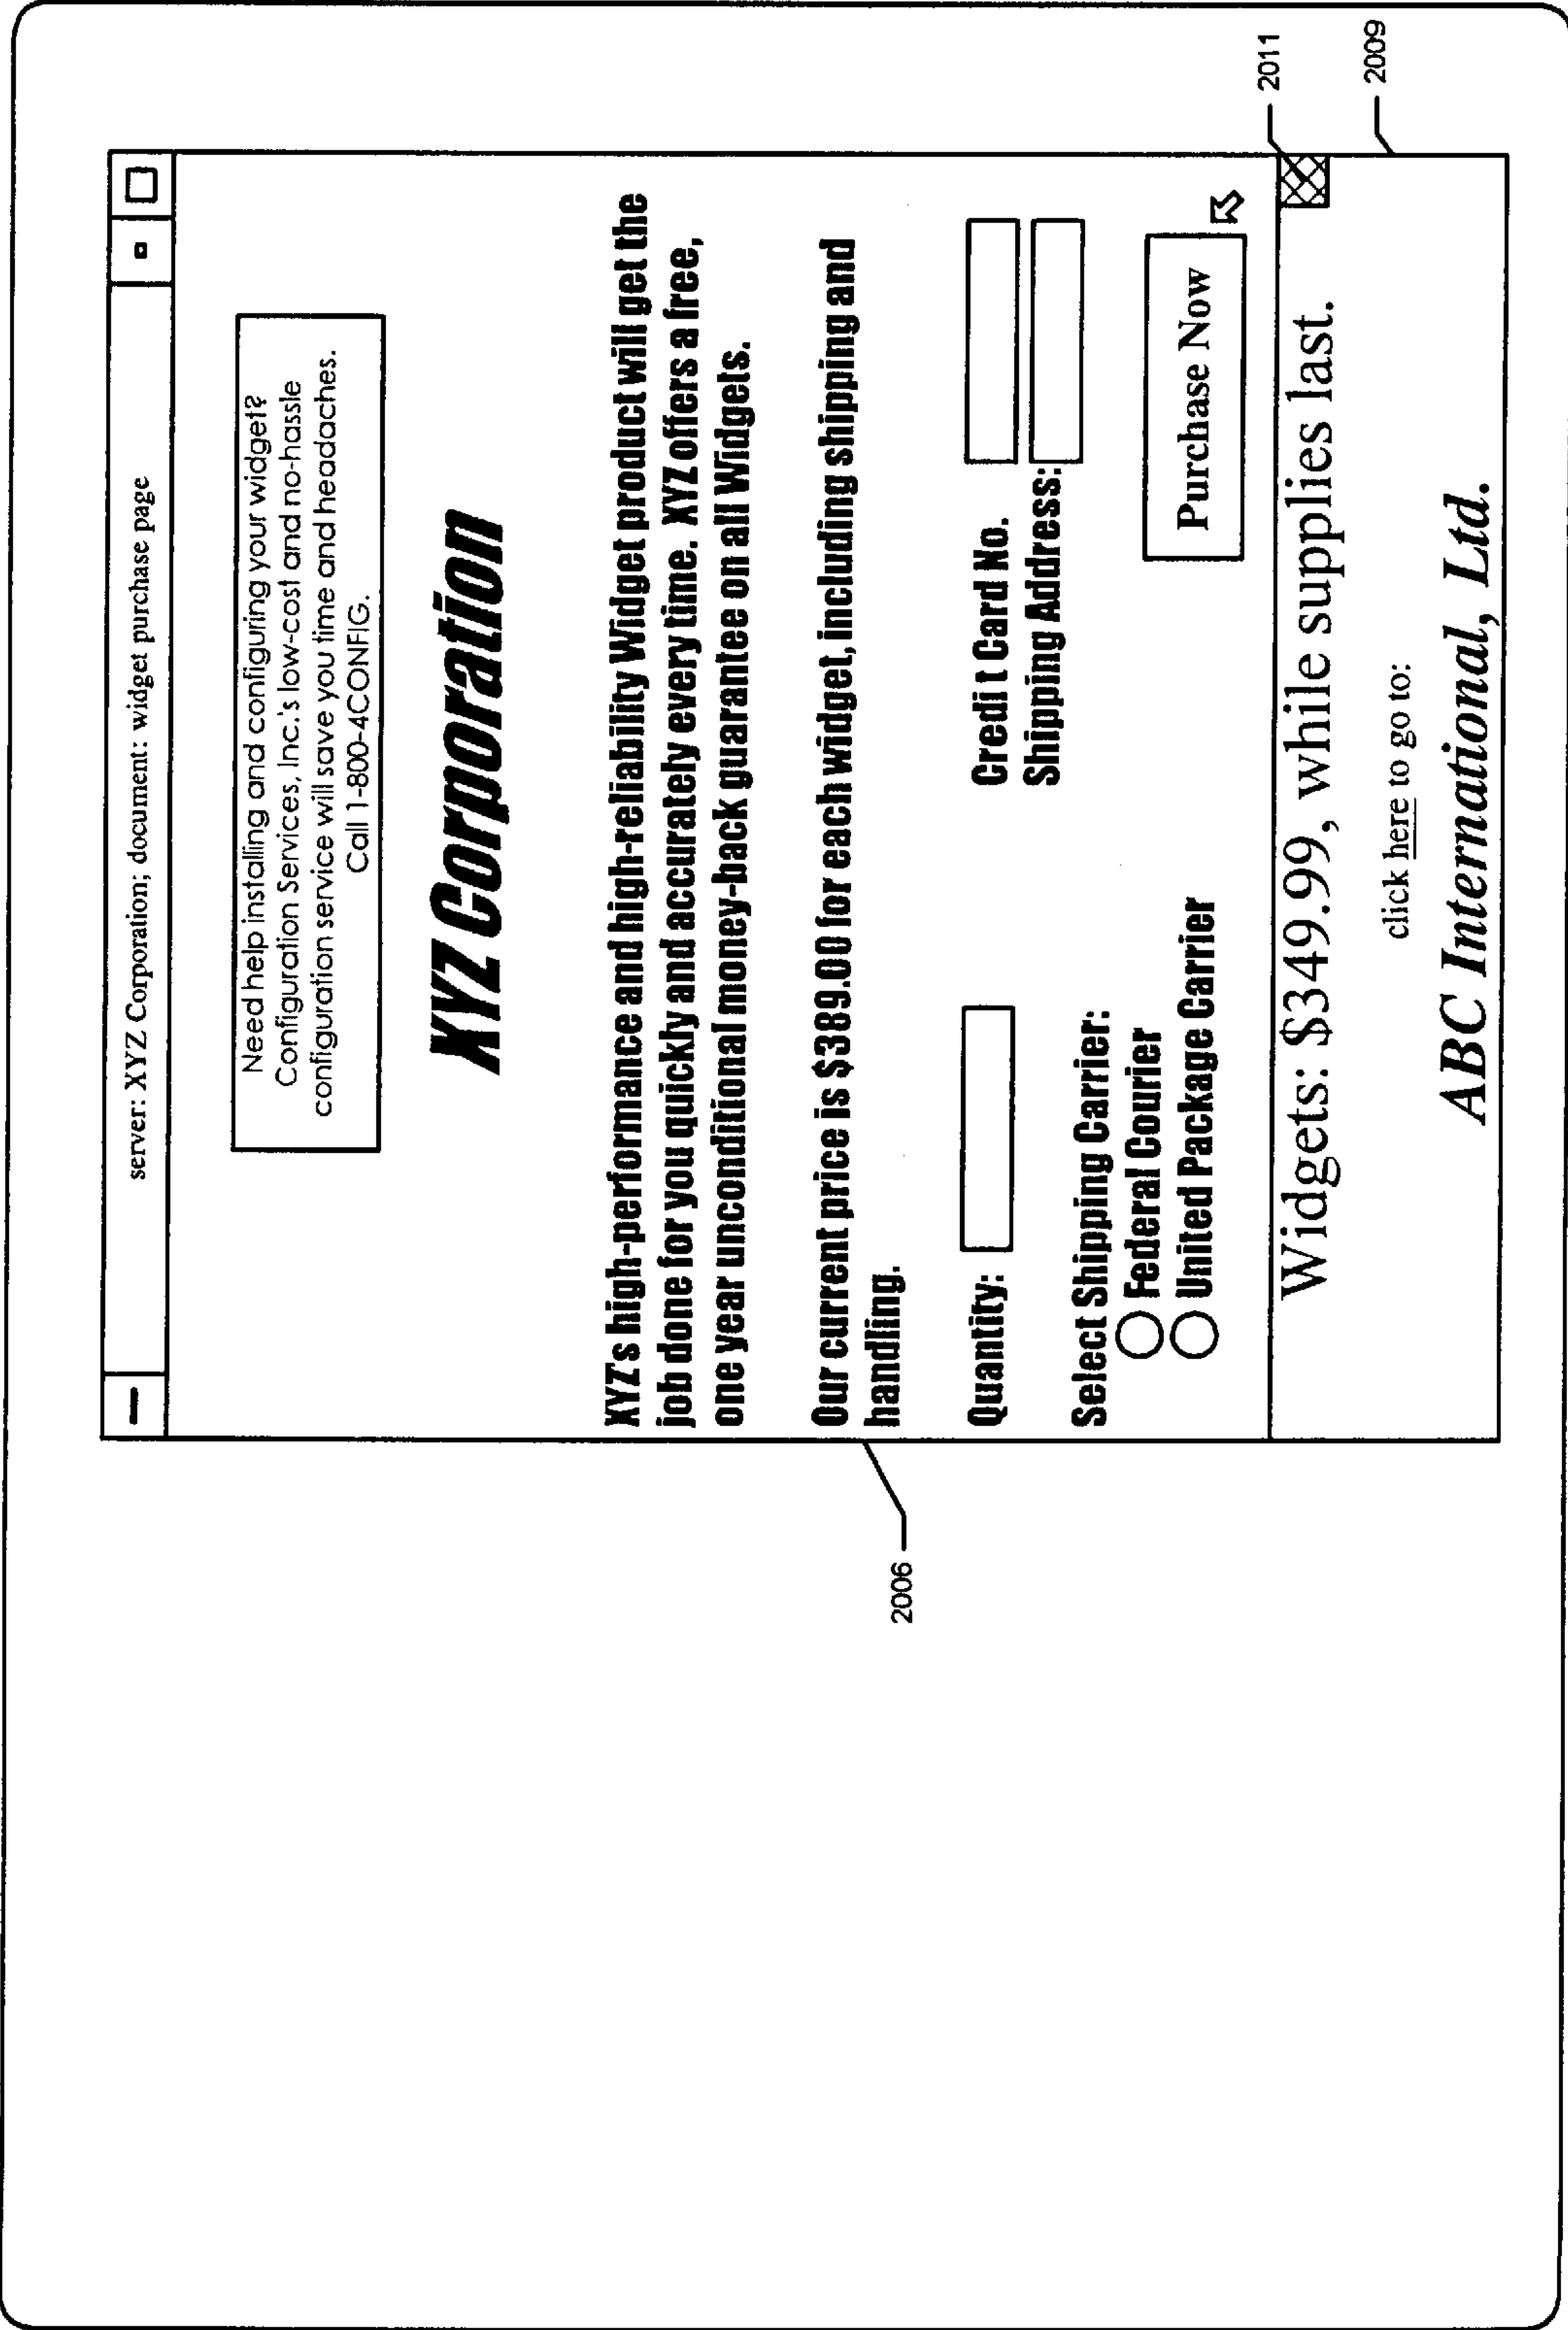 server: XYZ Corporation; document: widget purchase page
Need help installing and configuring your widget?
Configuration Services, Inc.'s low-cost and no-hassle
configuration service will save you time and headaches.
Call 1-800-4CONFIG.
XYZ Corporation
XYZ's high-performance and high-reliability Widget product will get the
job done for you quickly and accurately every time. XYZ offers a free,
one year unconditional money-back guarantee on all Widgets.
Our current price is $389.00 for each widget, including shipping and
handling.
Quantity:
Credit Card No.
Shipping Address:
Select Shipping Carrier:
Federal Courier
United Package Carrier
Purchase Now
Widgets: $349.99, while supplies last.
click here to go to:
ABC International, Ltd.
2006
2011
2009